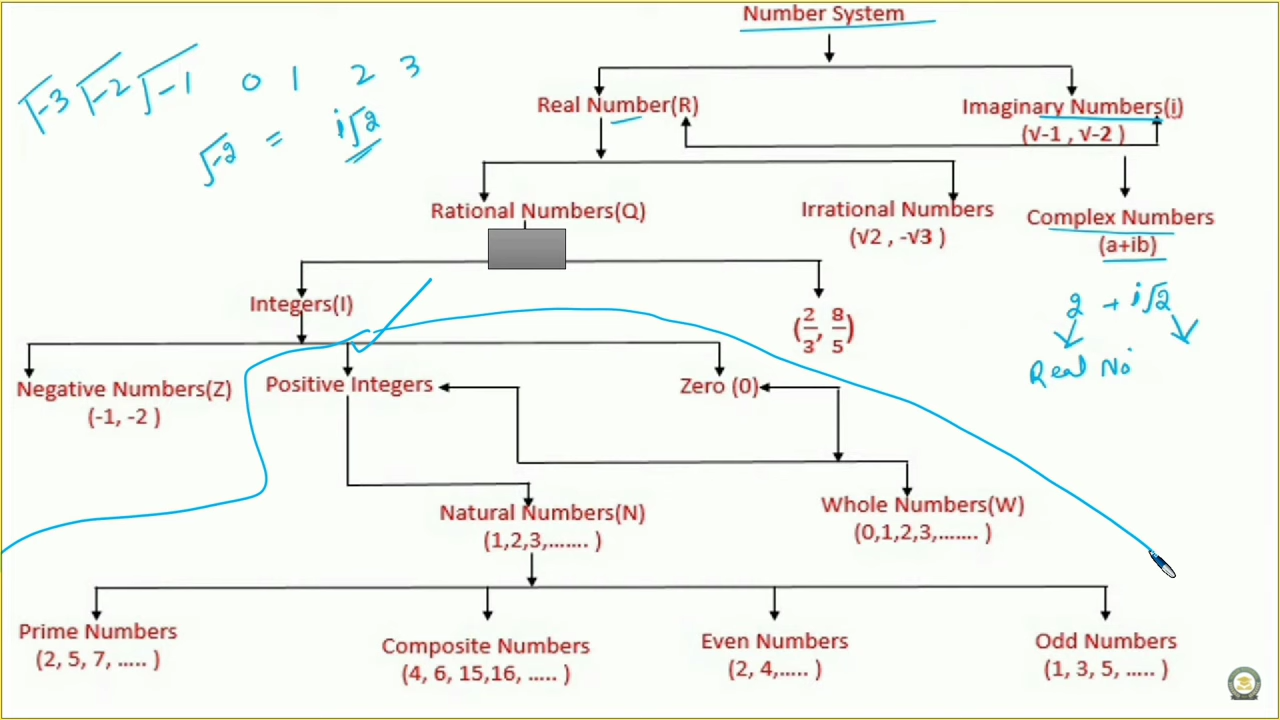 Number System
√-3 √-2 √-1 0 1 2 3
√-2 = i√2
Real Number(R)
Imaginary Numbers(i)
(√-1 , √-2 )
Rational Numbers(Q)
Irrational Numbers
(√2 , -√3 )
Complex Numbers
(a+ib)
2 + i√2
Real No
Integers(I)
(2/3, 8/5)
Negative Numbers(Z)
(-1, -2 )
Positive Integers
Zero (0)
Natural Numbers(N)
(1,2,3,....... )
Whole Numbers(W)
(0,1,2,3,....... )
Prime Numbers
(2, 5, 7, ..... )
Composite Numbers
(4, 6, 15,16, ..... )
Even Numbers
(2, 4,..... )
Odd Numbers
(1, 3, 5, ..... )